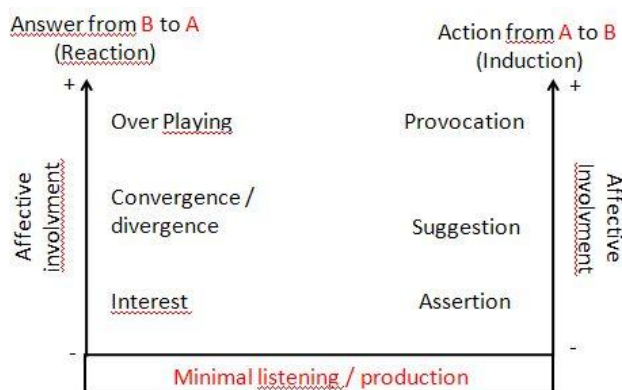 Answer from B to A
(Reaction)
Action from A to B
(Induction)
+
+
Over Playing
Provocation
Affective
involvment
Convergence /
divergence
Suggestion
Affective
Involvment
Interest
Assertion
-
-
Minimal listening / production